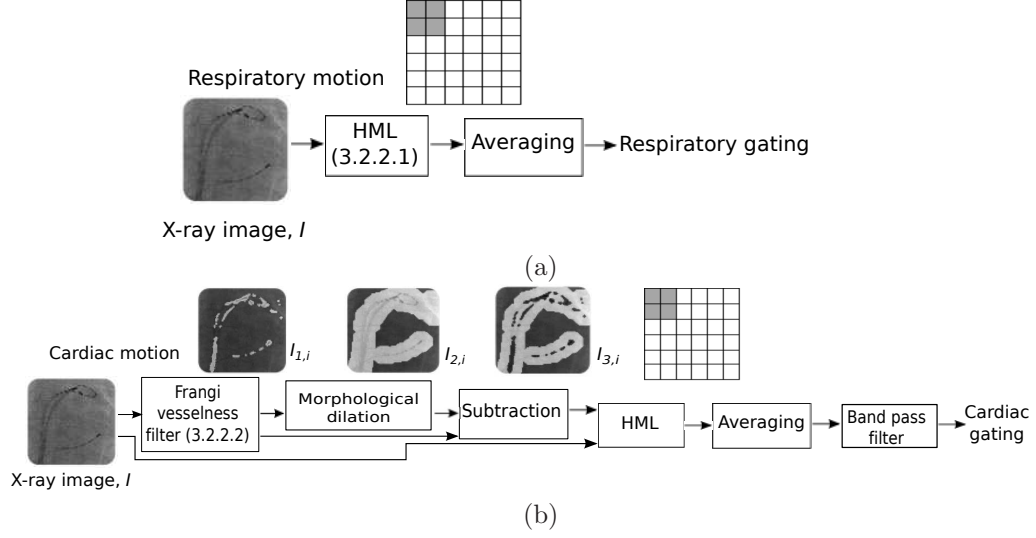 Respiratory motion
HML
(3.2.2.1)
Averaging
Respiratory gating
X-ray image, I
(a)
Cardiac motion
I1,i
I2,i
I3,i
Frangi
vesselness
filter (3.2.2.2)
Morphological
dilation
Subtraction
HML
Averaging
Band pass
filter
Cardiac
gating
X-ray image, I
(b)